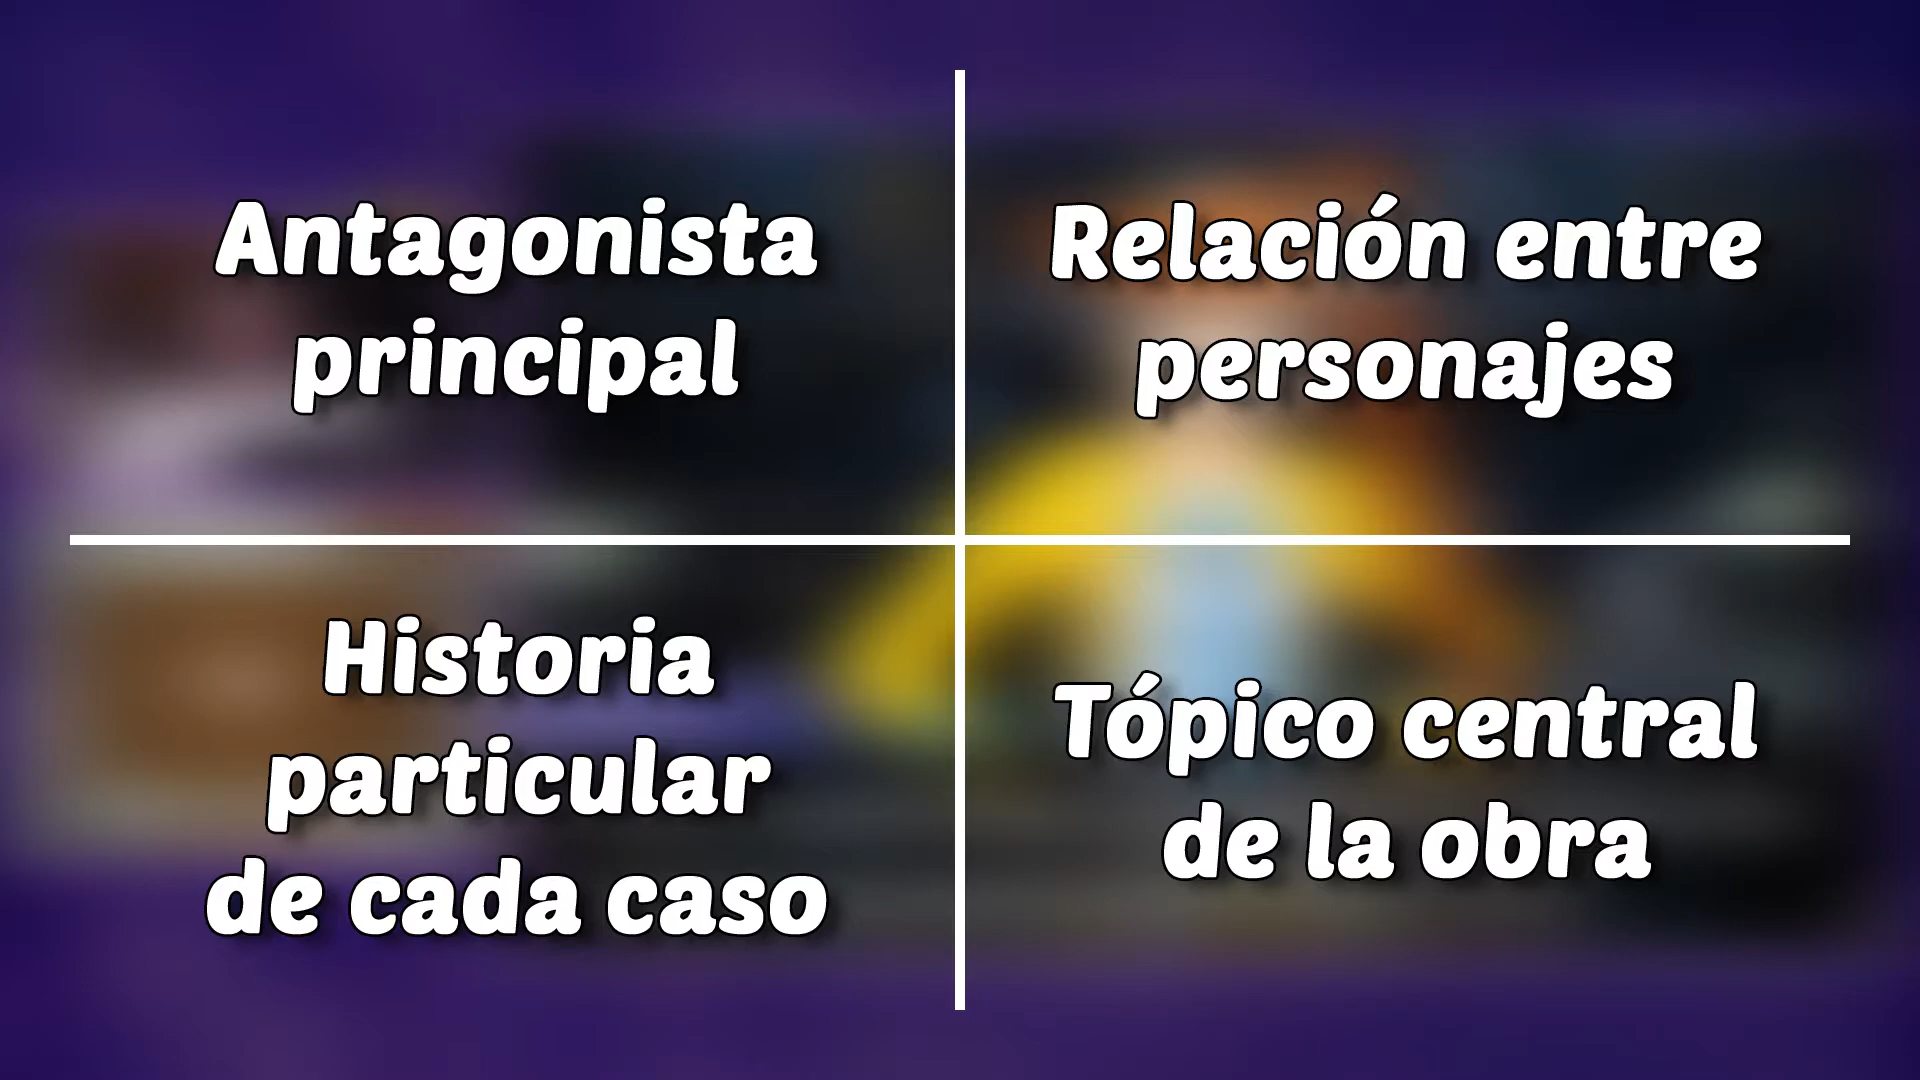 Antagonista
principal
Relación entre
personajes
Historia
particular
de cada caso
Tópico central
de la obra